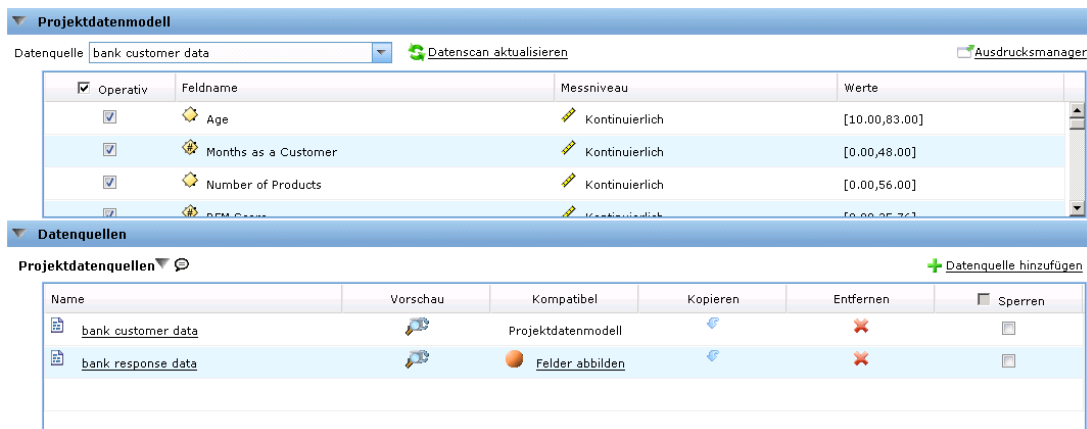 Projektdatenmodell
Datenquelle bank customer data Datenscan aktualisieren Ausdrucksmanager
Operativ Feldname Messniveau Werte
Age Kontinuierlich [10.00,83.00]
Months as a Customer Kontinuierlich [0.00,48.00]
Number of Products Kontinuierlich [0.00,56.00]
Kontinuierlich
Datenquellen
Projektdatenquellen Datenquelle hinzufügen
Name Vorschau Kompatibel Kopieren Entfernen Sperren
bank customer data Projektdatenmodell
bank response data Felder abbilden